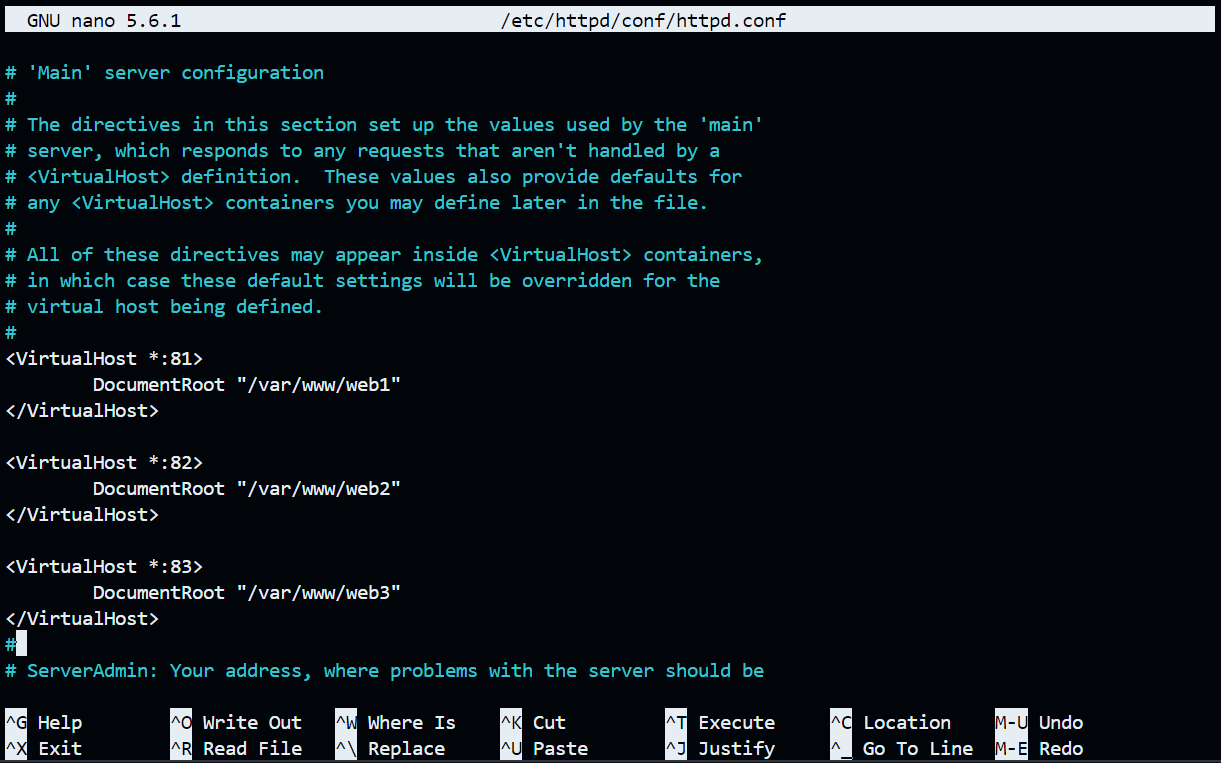 GNU nano 5.6.1 /etc/httpd/conf/httpd.conf
# 'Main' server configuration
#
# The directives in this section set up the values used by the 'main'
# server, which responds to any requests that aren't handled by a
# <VirtualHost> definition.  These values also provide defaults for
# any <VirtualHost> containers you may define later in the file.
#
# All of these directives may appear inside <VirtualHost> containers,
# in which case these default settings will be overridden for the
# virtual host being defined.
#
<VirtualHost *:81>
        DocumentRoot "/var/www/web1"
</VirtualHost>
<VirtualHost *:82>
        DocumentRoot "/var/www/web2"
</VirtualHost>
<VirtualHost *:83>
        DocumentRoot "/var/www/web3"
</VirtualHost>
#
# ServerAdmin: Your address, where problems with the server should be
^G Help ^O Write Out ^W Where Is ^K Cut ^T Execute ^C Location M-U Undo
^X Exit ^R Read File ^\ Replace ^U Paste ^J Justify ^_ Go To Line M-E Redo